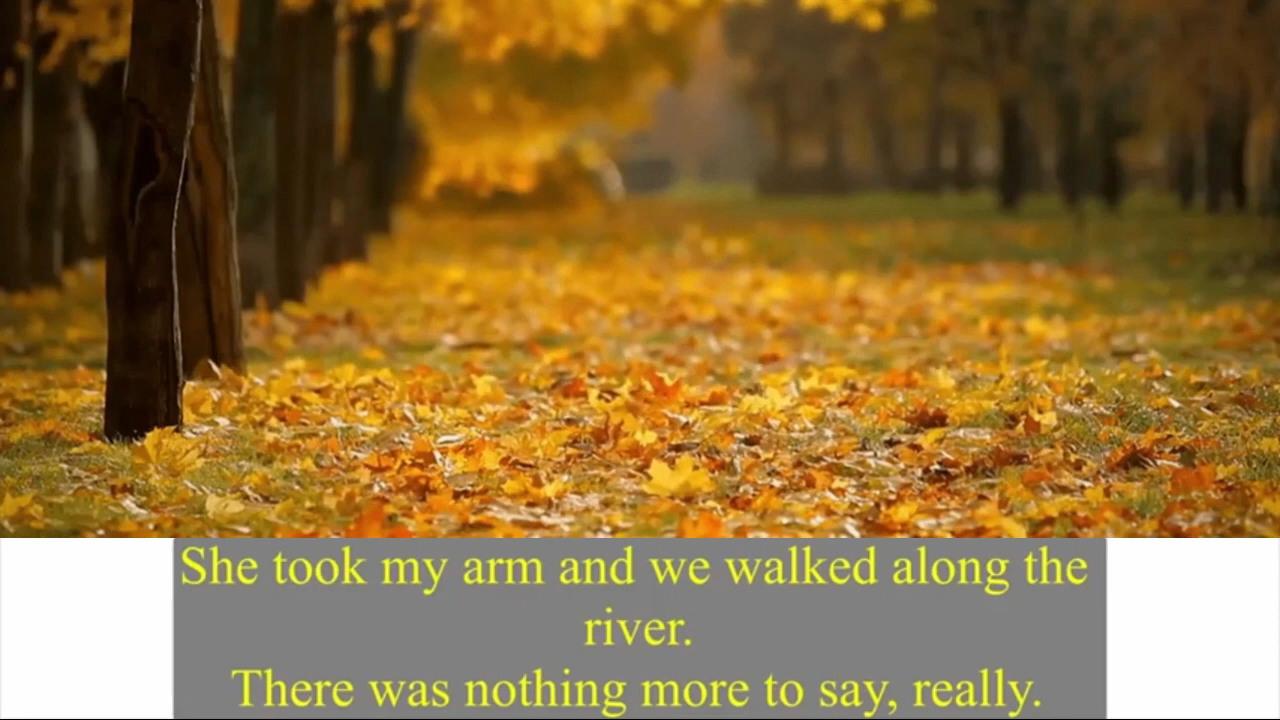 She took my arm and we walked along the
river.
There was nothing more to say, really.